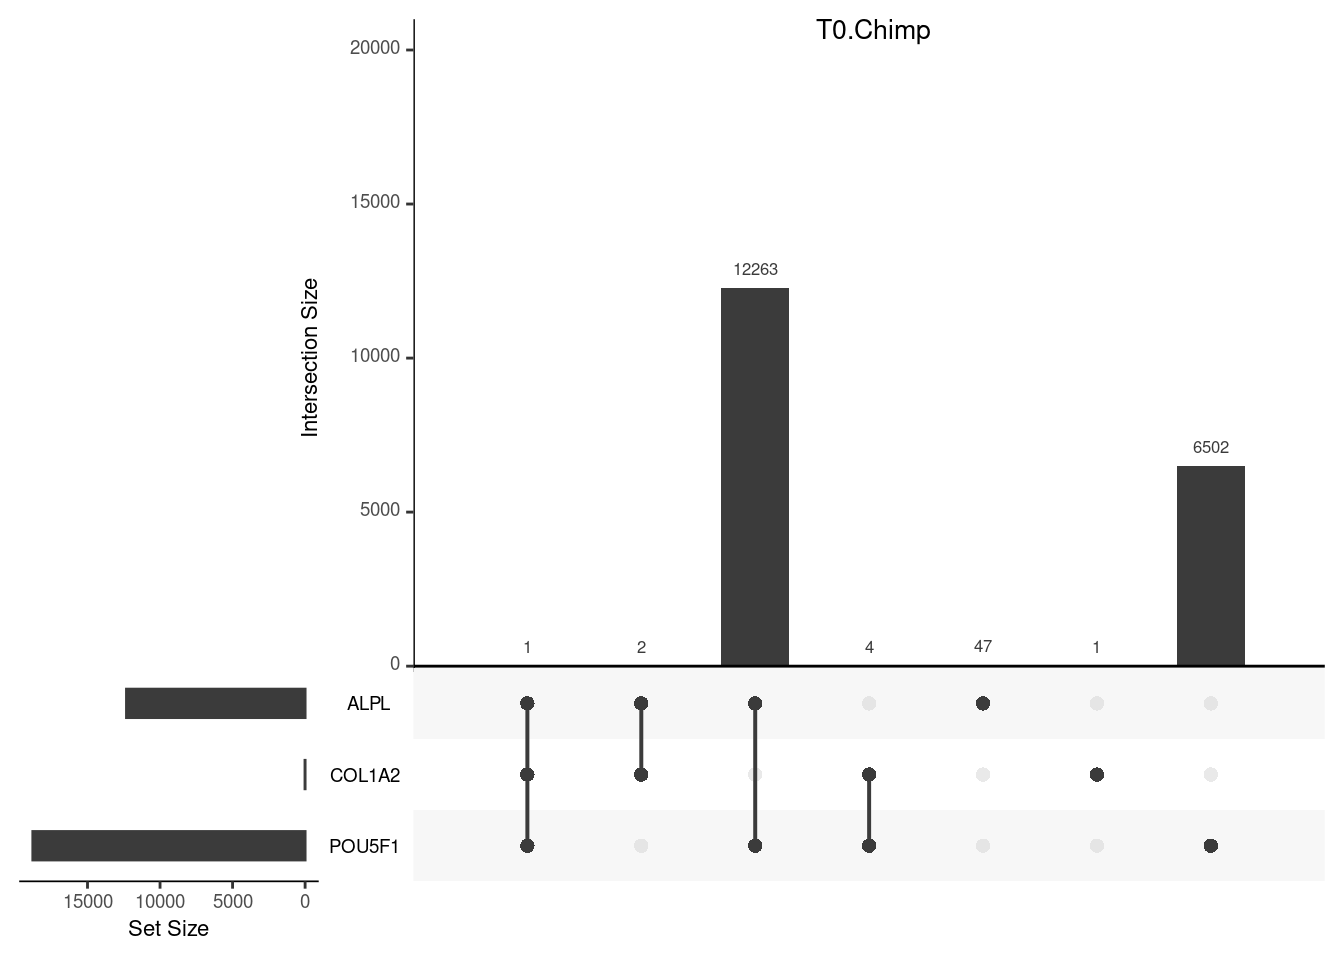 T0.Chimp
Intersection Size
20000
15000
10000
5000
0
1
2
12263
4
47
1
6502
ALPL
COL1A2
POU5F1
15000 10000 5000 0
Set Size